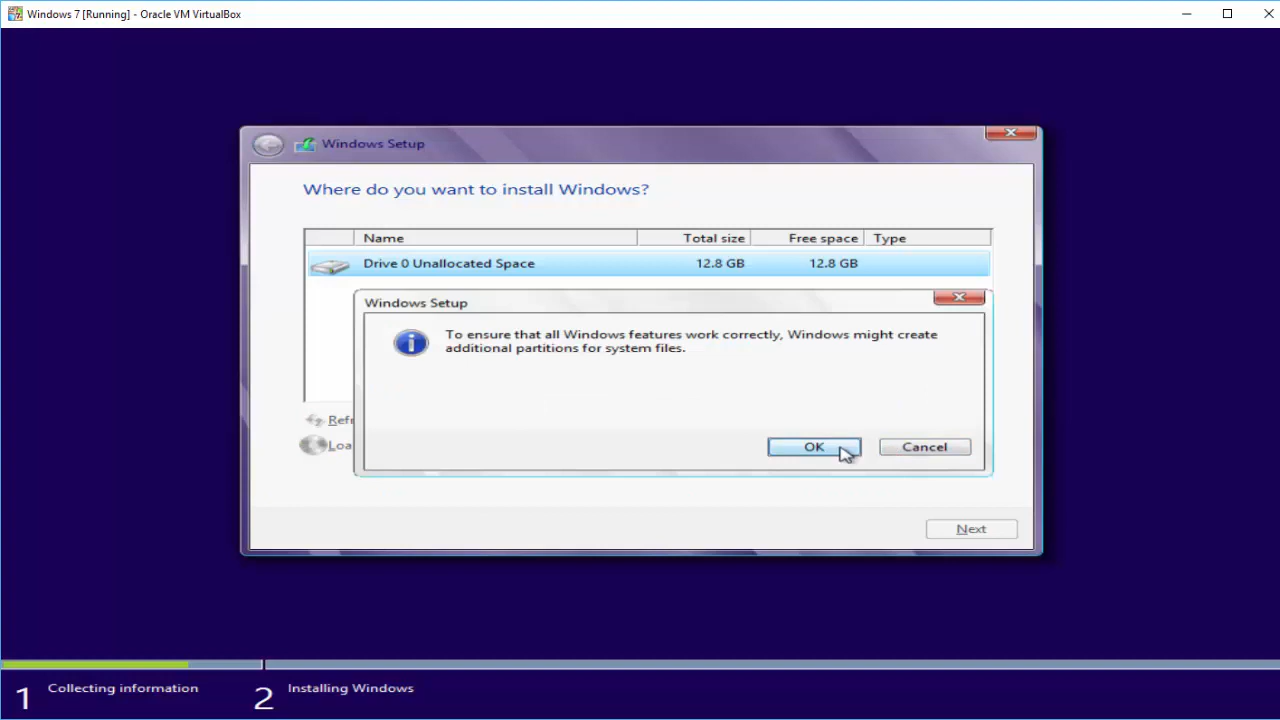 Windows 7 [Running] - Oracle VM VirtualBox
Windows Setup
Where do you want to install Windows?
Name Total size Free space Type
Drive 0 Unallocated Space 12.8 GB 12.8 GB
Windows Setup
To ensure that all Windows features work correctly, Windows might create
additional partitions for system files.
Refr
OK Cancel
Loa
Next
1 Collecting information 2 Installing Windows